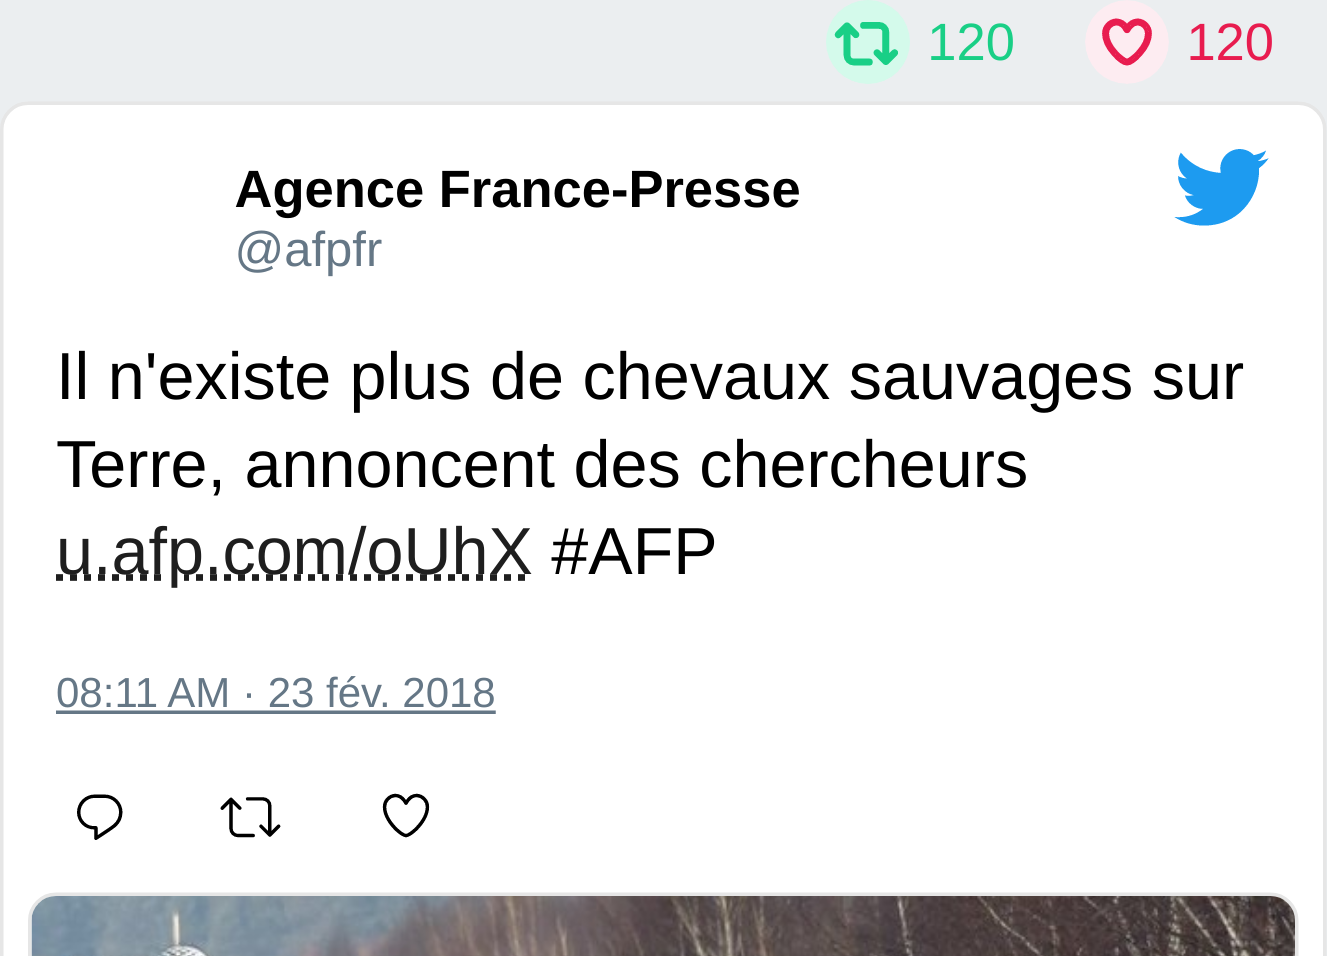 120 120
Agence France-Presse
@afpfr
Il n'existe plus de chevaux sauvages sur
Terre, annoncent des chercheurs
u.afp.com/oUhX #AFP
08:11 AM · 23 fév. 2018